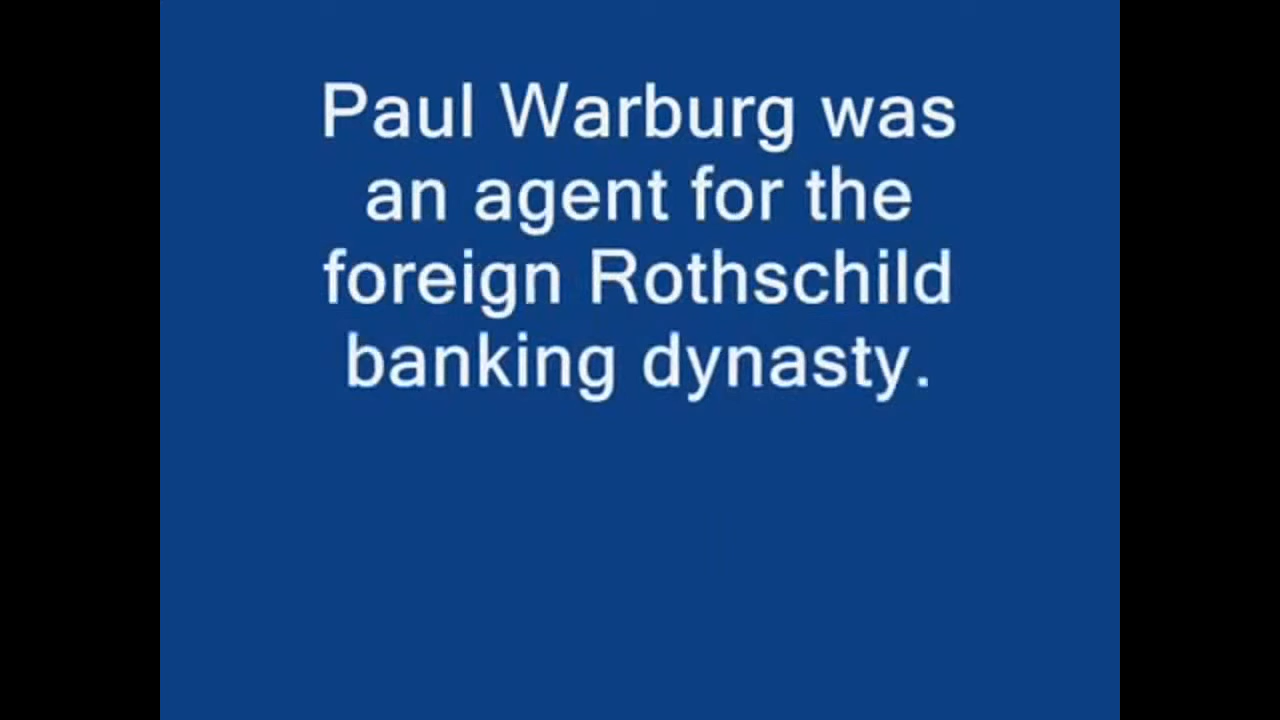 Paul Warburg was
an agent for the
foreign Rothschild
banking dynasty.